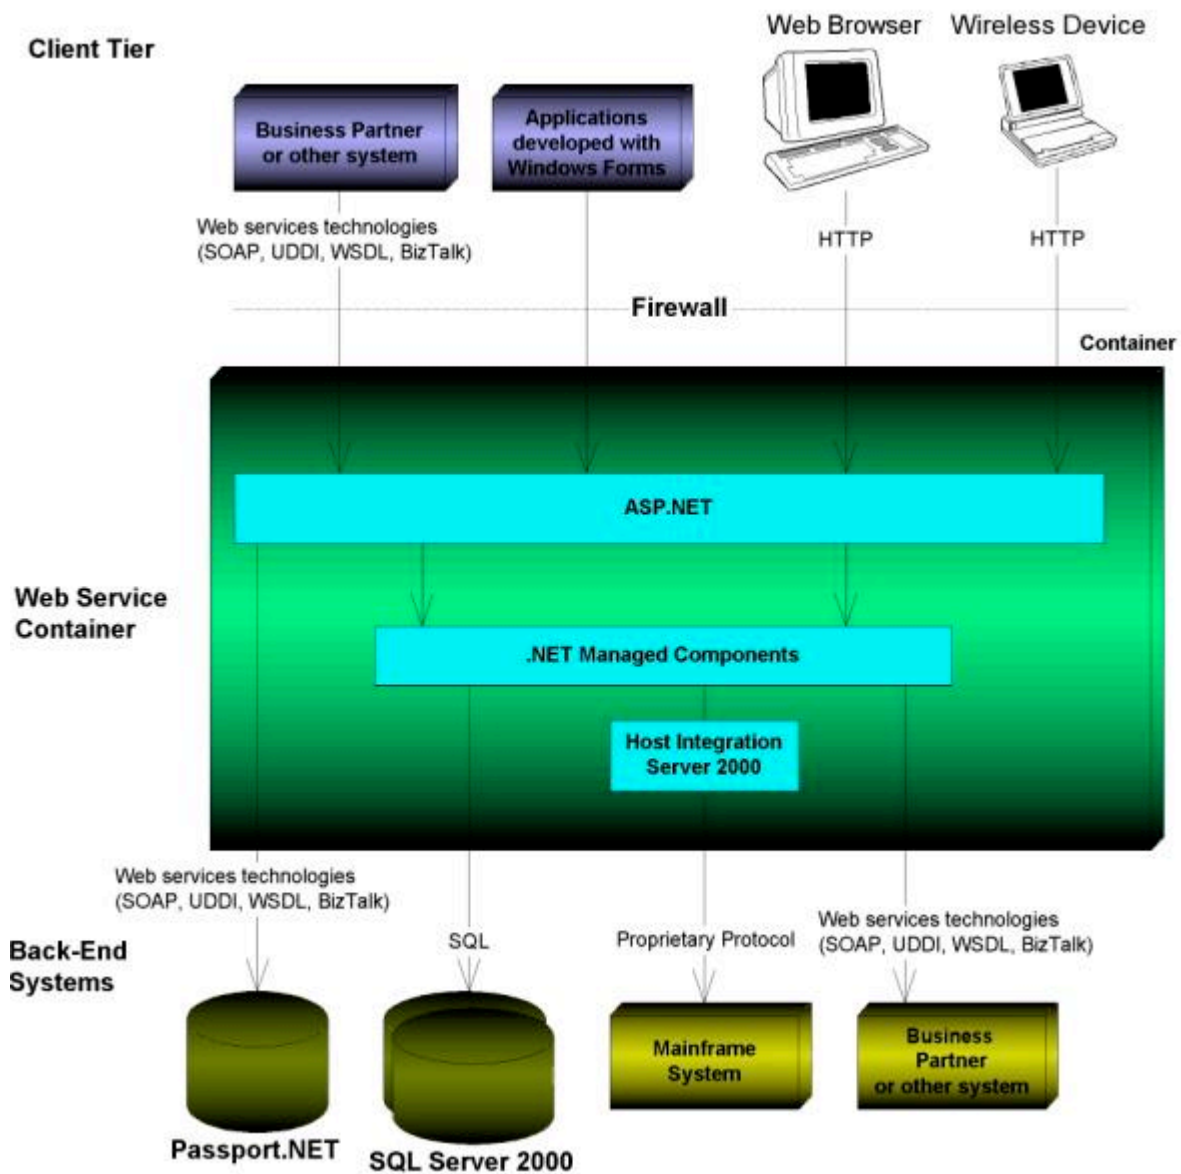 Client Tier
Web Browser
Wireless Device
Business Partner
or other system
Applications
developed with
Windows Forms
Web services technologies
(SOAP, UDDI, WSDL, BizTalk)
HTTP
HTTP
Firewall
Container
ASP.NET
Web Service
Container
.NET Managed Components
Host Integration
Server 2000
Web services technologies
(SOAP, UDDI, WSDL, BizTalk)
SQL
Proprietary Protocol
Web services technologies
(SOAP, UDDI, WSDL, BizTalk)
Back-End
Systems
Mainframe
System
Business
Partner
or other system
Passport.NET
SQL Server 2000